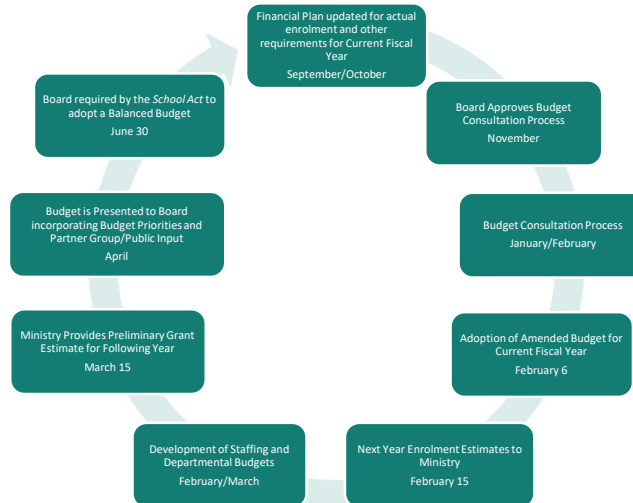 Financial Plan updated for actual
enrolment and other
requirements for Current Fiscal
Year
September/October
Board Approves Budget
Consultation Process
November
Budget Consultation Process
January/February
Adoption of Amended Budget for
Current Fiscal Year
February 6
Next Year Enrolment Estimates to
Ministry
February 15
Development of Staffing and
Departmental Budgets
February/March
Ministry Provides Preliminary Grant
Estimate for Following Year
March 15
Budget is Presented to Board
incorporating Budget Priorities and
Partner Group/Public Input
April
Board required by the School Act to
adopt a Balanced Budget
June 30